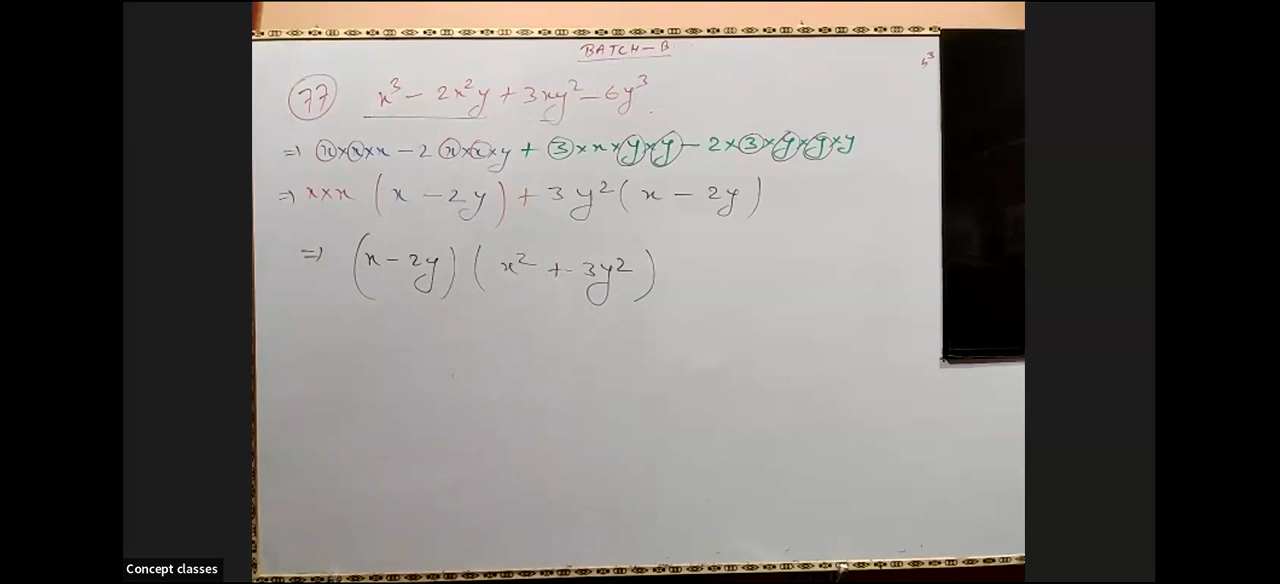 BATCH-B
77 x³ - 2x²y + 3xy² - 6y³
⇒ x×x×x - 2 x×x×y + 3×x×y×y - 2×3×y×y×y
⇒ x×x (x - 2y) + 3y² (x - 2y)
⇒ (x - 2y) (x² + 3y²)
Concept classes